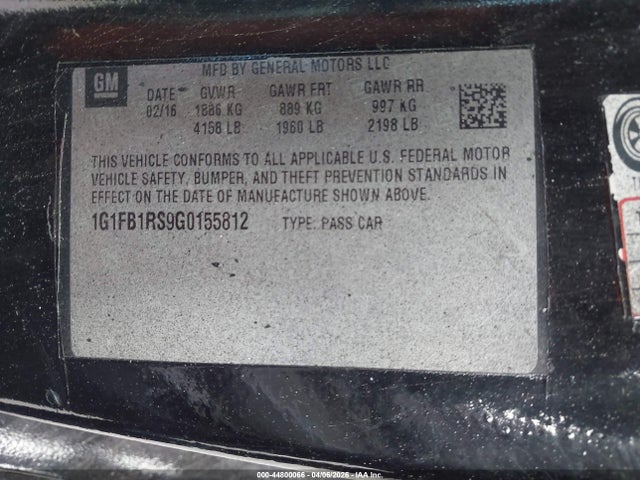 GM
MFD BY GENERAL MOTORS LLC
DATE GVWR GAWR FRT GAWR RR
02/16 1886 KG 889 KG 997 KG
4158 LB 1960 LB 2198 LB
THIS VEHICLE CONFORMS TO ALL APPLICABLE U.S. FEDERAL MOTOR
VEHICLE SAFETY, BUMPER, AND THEFT PREVENTION STANDARDS IN
EFFECT ON THE DATE OF MANUFACTURE SHOWN ABOVE.
1G1FB1RS9G0155812 TYPE: PASS CAR
000-44800066 - 04/06/2026 - IAAI.com